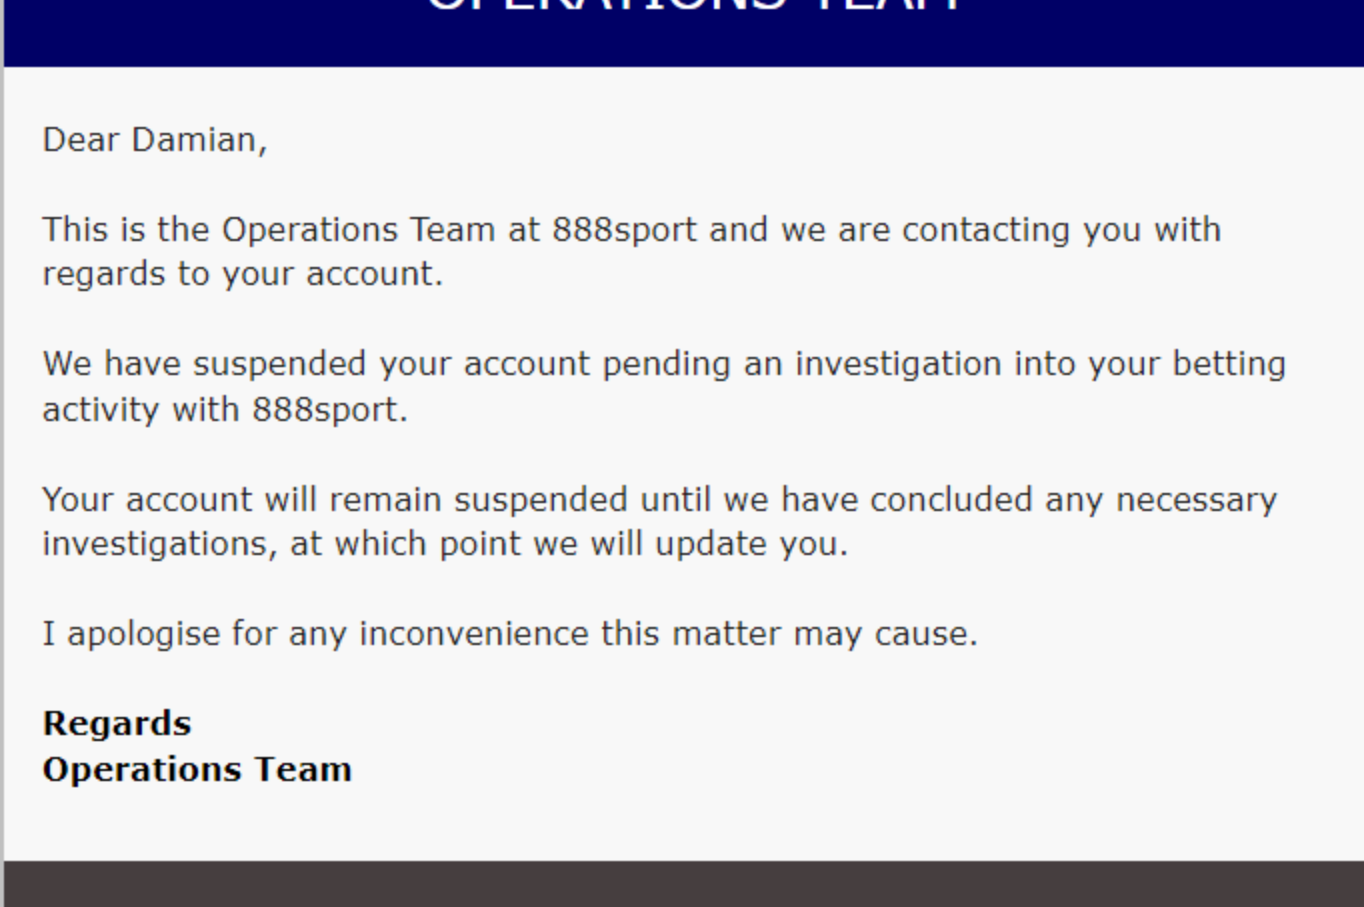 OPERATIONS TEAM
Dear Damian,
This is the Operations Team at 888sport and we are contacting you with
regards to your account.
We have suspended your account pending an investigation into your betting
activity with 888sport.
Your account will remain suspended until we have concluded any necessary
investigations, at which point we will update you.
I apologise for any inconvenience this matter may cause.
Regards
Operations Team